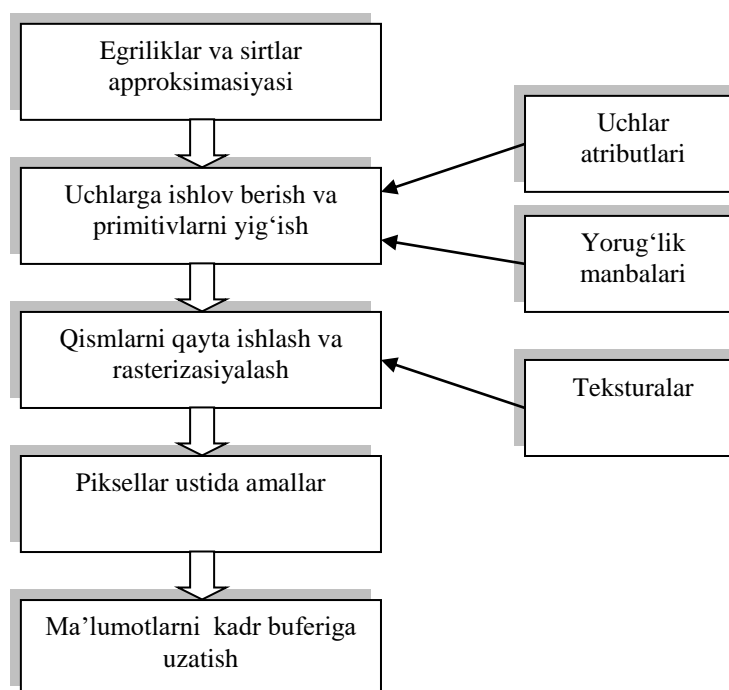 Egriliklar va sirtlar
approksimasiyasi
Uchlar
atributlari
Uchlarga ishlov berish va
primitivlarni yig‘ish
Yorug‘lik
manbalari
Qismlarni qayta ishlash va
rasterizasiyalash
Teksturalar
Piksellar ustida amallar
Ma’lumotlarni kadr buferiga
uzatish